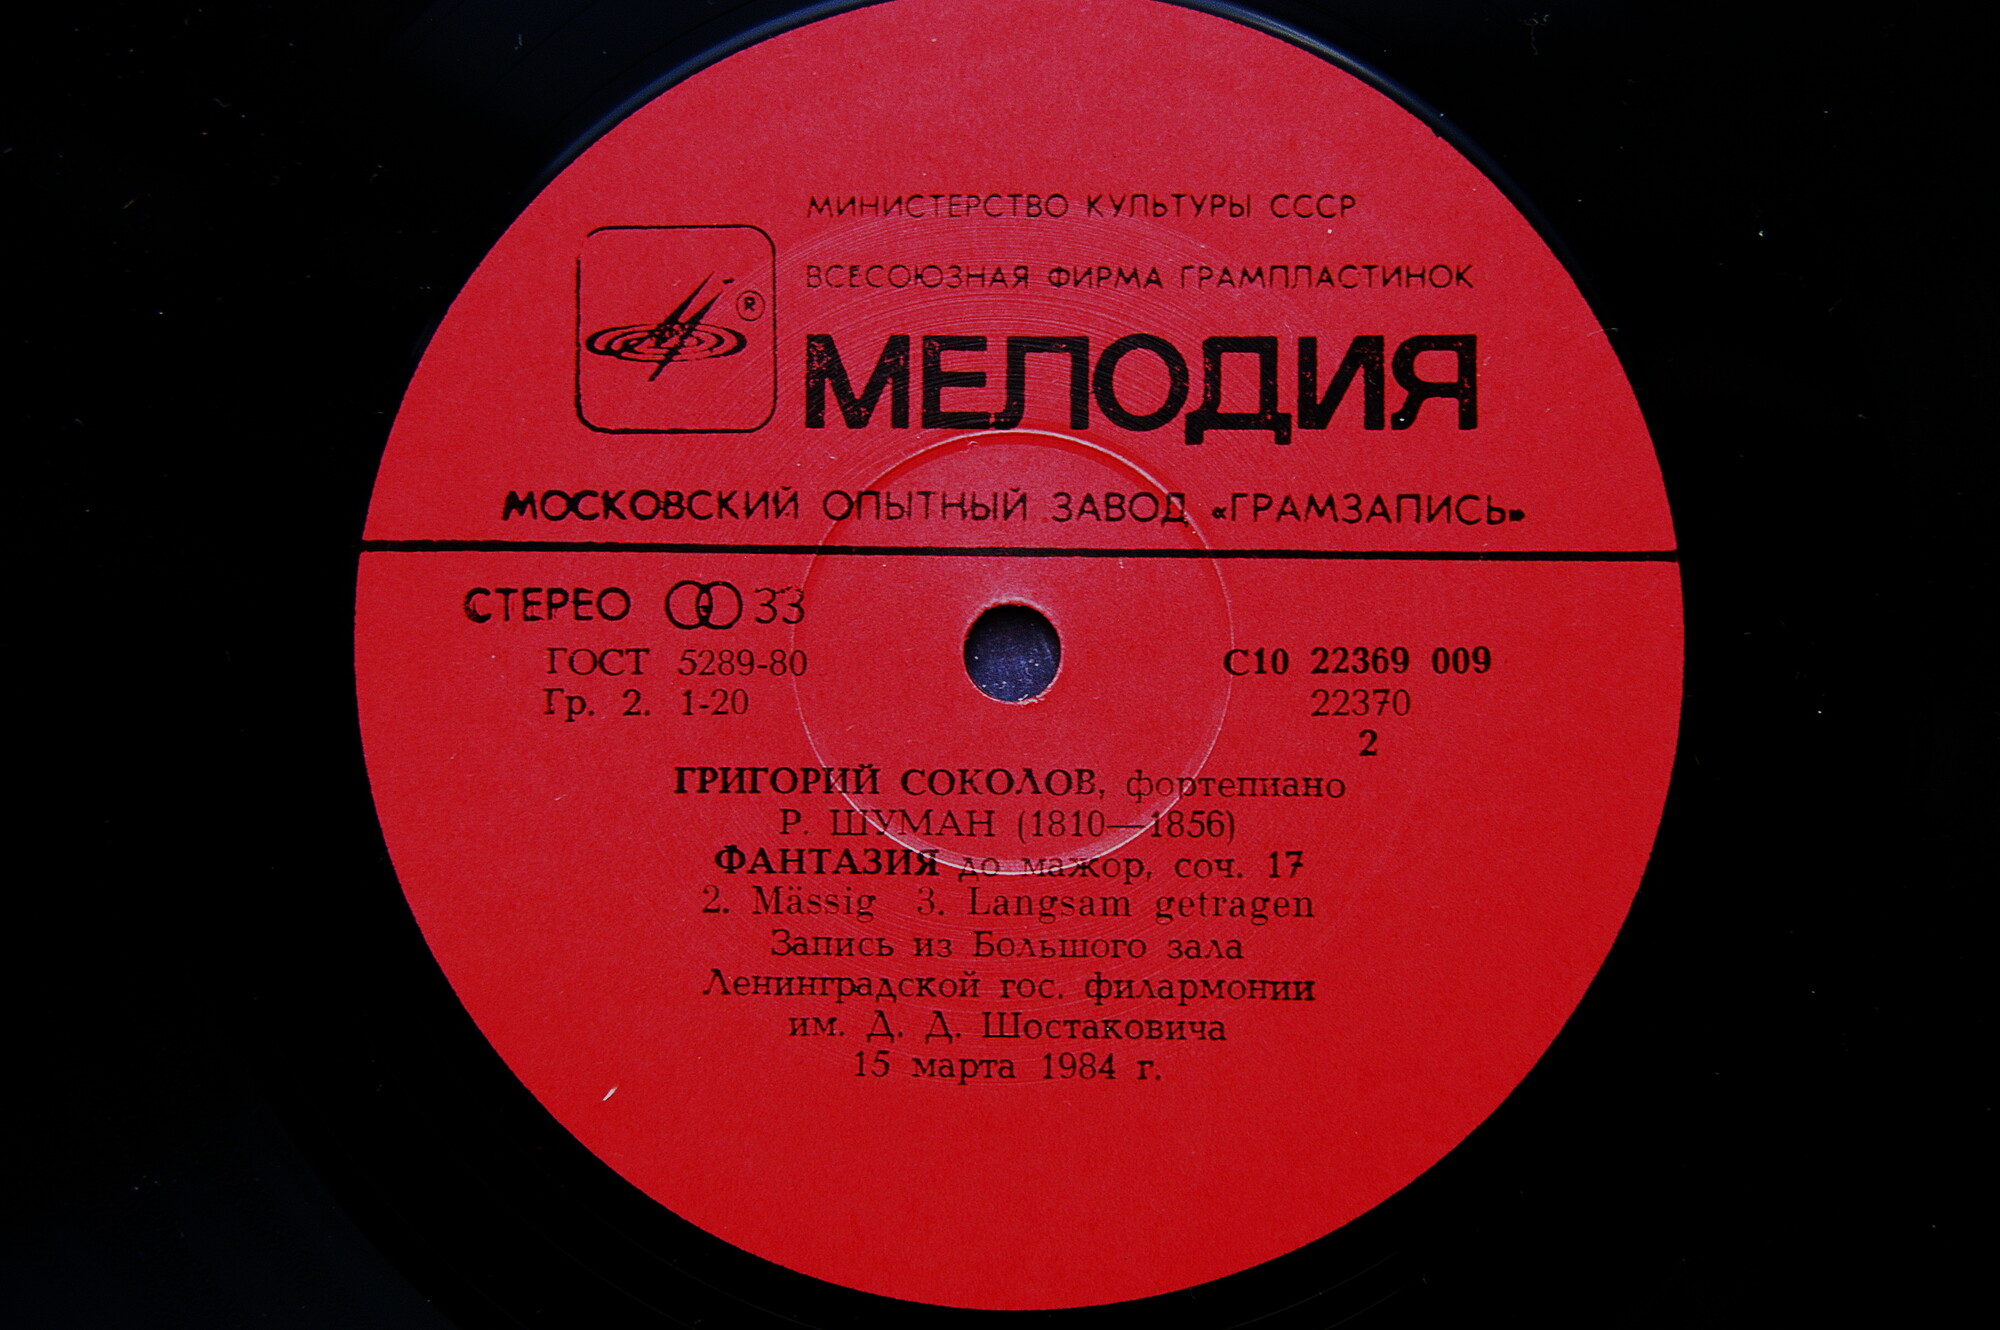 МИНИСТЕРСТВО КУЛЬТУРЫ СССР
ВСЕСОЮЗНАЯ ФИРМА ГРАМПЛАСТИНОК
®
МЕЛОДИЯ
МОСКОВСКИЙ ОПЫТНЫЙ ЗАВОД «ГРАМЗАПИСЬ»
СТЕРЕО 33
ГОСТ 5289-80
Гр. 2. 1-20
С10 22369 009
22370
2
ГРИГОРИЙ СОКОЛОВ, фортепиано
Р. ШУМАН (1810—1856)
ФАНТАЗИЯ до мажор, соч. 17
2. Mässig 3. Langsam getragen
Запись из Большого зала
Ленинградской гос. филармонии
им. Д. Д. Шостаковича
15 марта 1984 г.